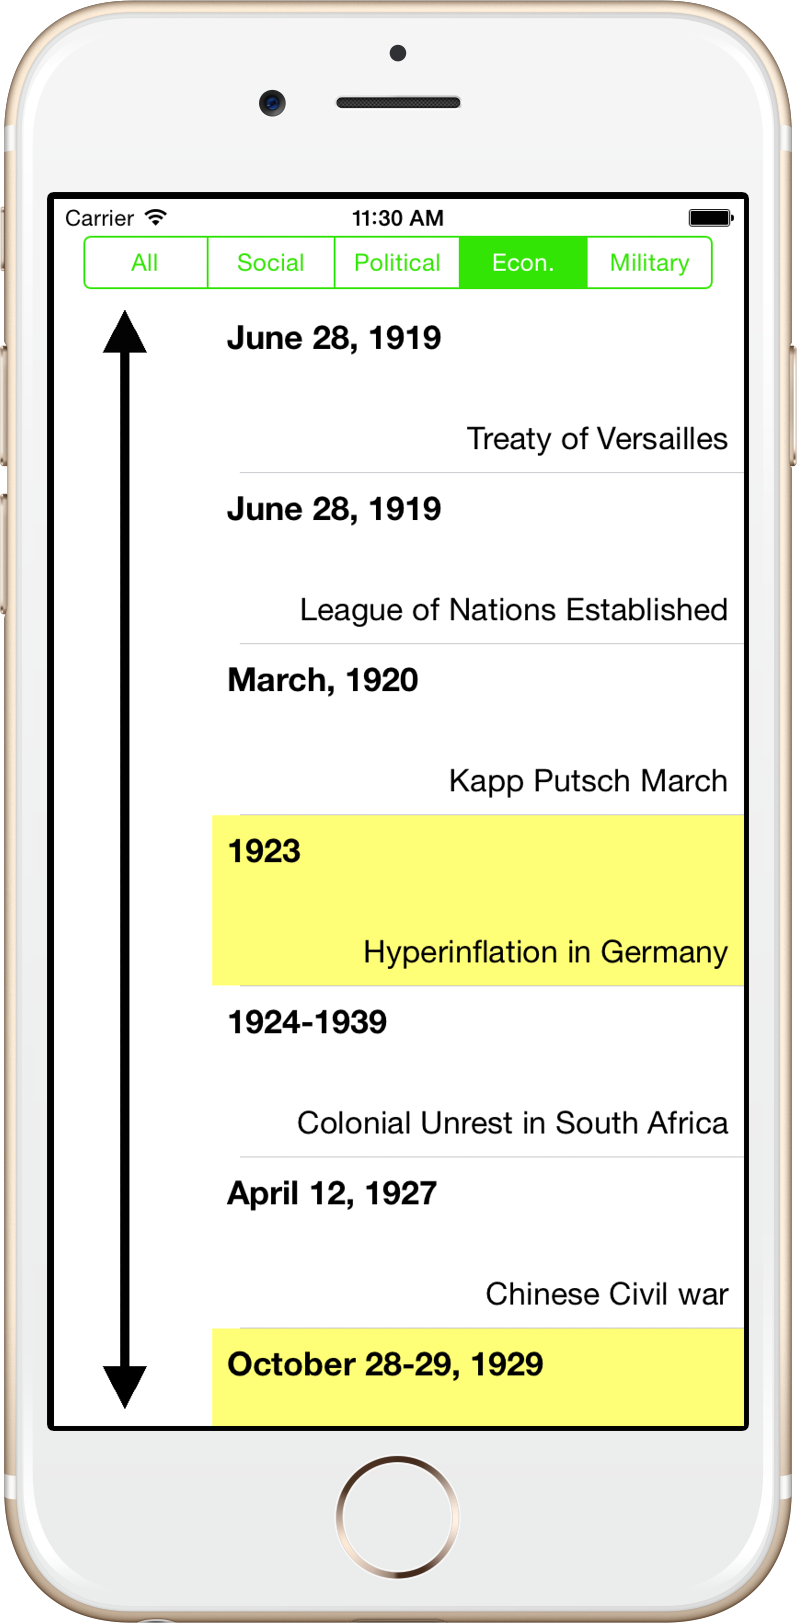 Carrier 11:30 AM
All Social Political Econ. Military
June 28, 1919
Treaty of Versailles
June 28, 1919
League of Nations Established
March, 1920
Kapp Putsch March
1923
Hyperinflation in Germany
1924-1939
Colonial Unrest in South Africa
April 12, 1927
Chinese Civil war
October 28-29, 1929